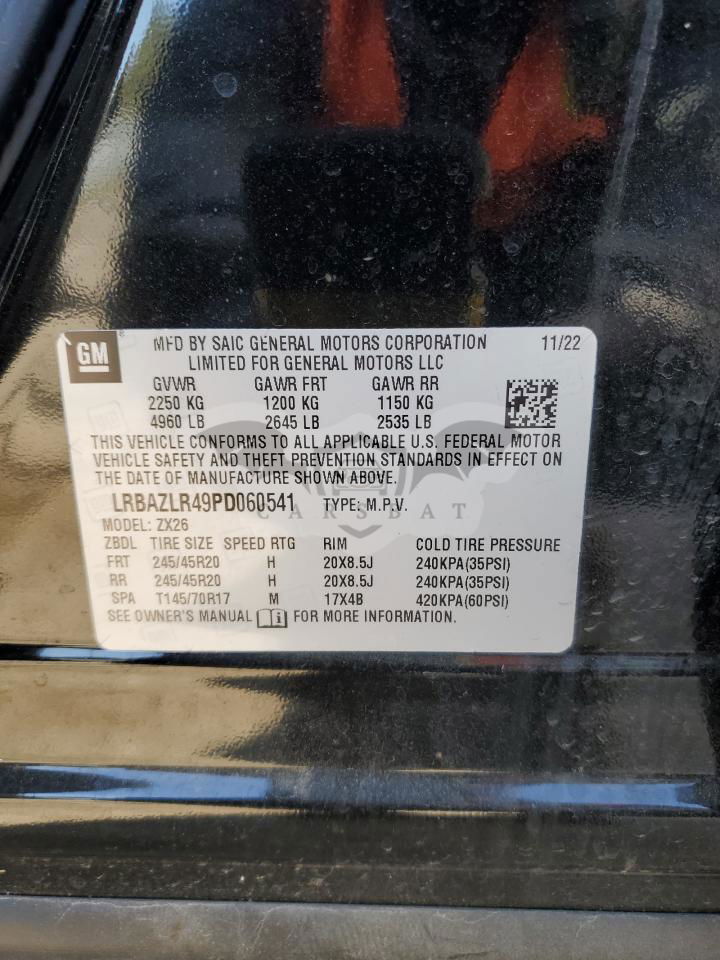 GM MFD BY SAIC GENERAL MOTORS CORPORATION 11/22
LIMITED FOR GENERAL MOTORS LLC
GVWR GAWR FRT GAWR RR
2250 KG 1200 KG 1150 KG
4960 LB 2645 LB 2535 LB
THIS VEHICLE CONFORMS TO ALL APPLICABLE U.S. FEDERAL MOTOR
VEHICLE SAFETY AND THEFT PREVENTION STANDARDS IN EFFECT ON
THE DATE OF MANUFACTURE SHOWN ABOVE.
LRBAZLR49PD060541 TYPE: M.P.V.
CARSBAT
MODEL: ZX26
ZBDL TIRE SIZE SPEED RTG RIM COLD TIRE PRESSURE
FRT 245/45R20 H 20X8.5J 240KPA(35PSI)
RR 245/45R20 H 20X8.5J 240KPA(35PSI)
SPA T145/70R17 M 17X4B 420KPA(60PSI)
SEE OWNER'S MANUAL i FOR MORE INFORMATION.